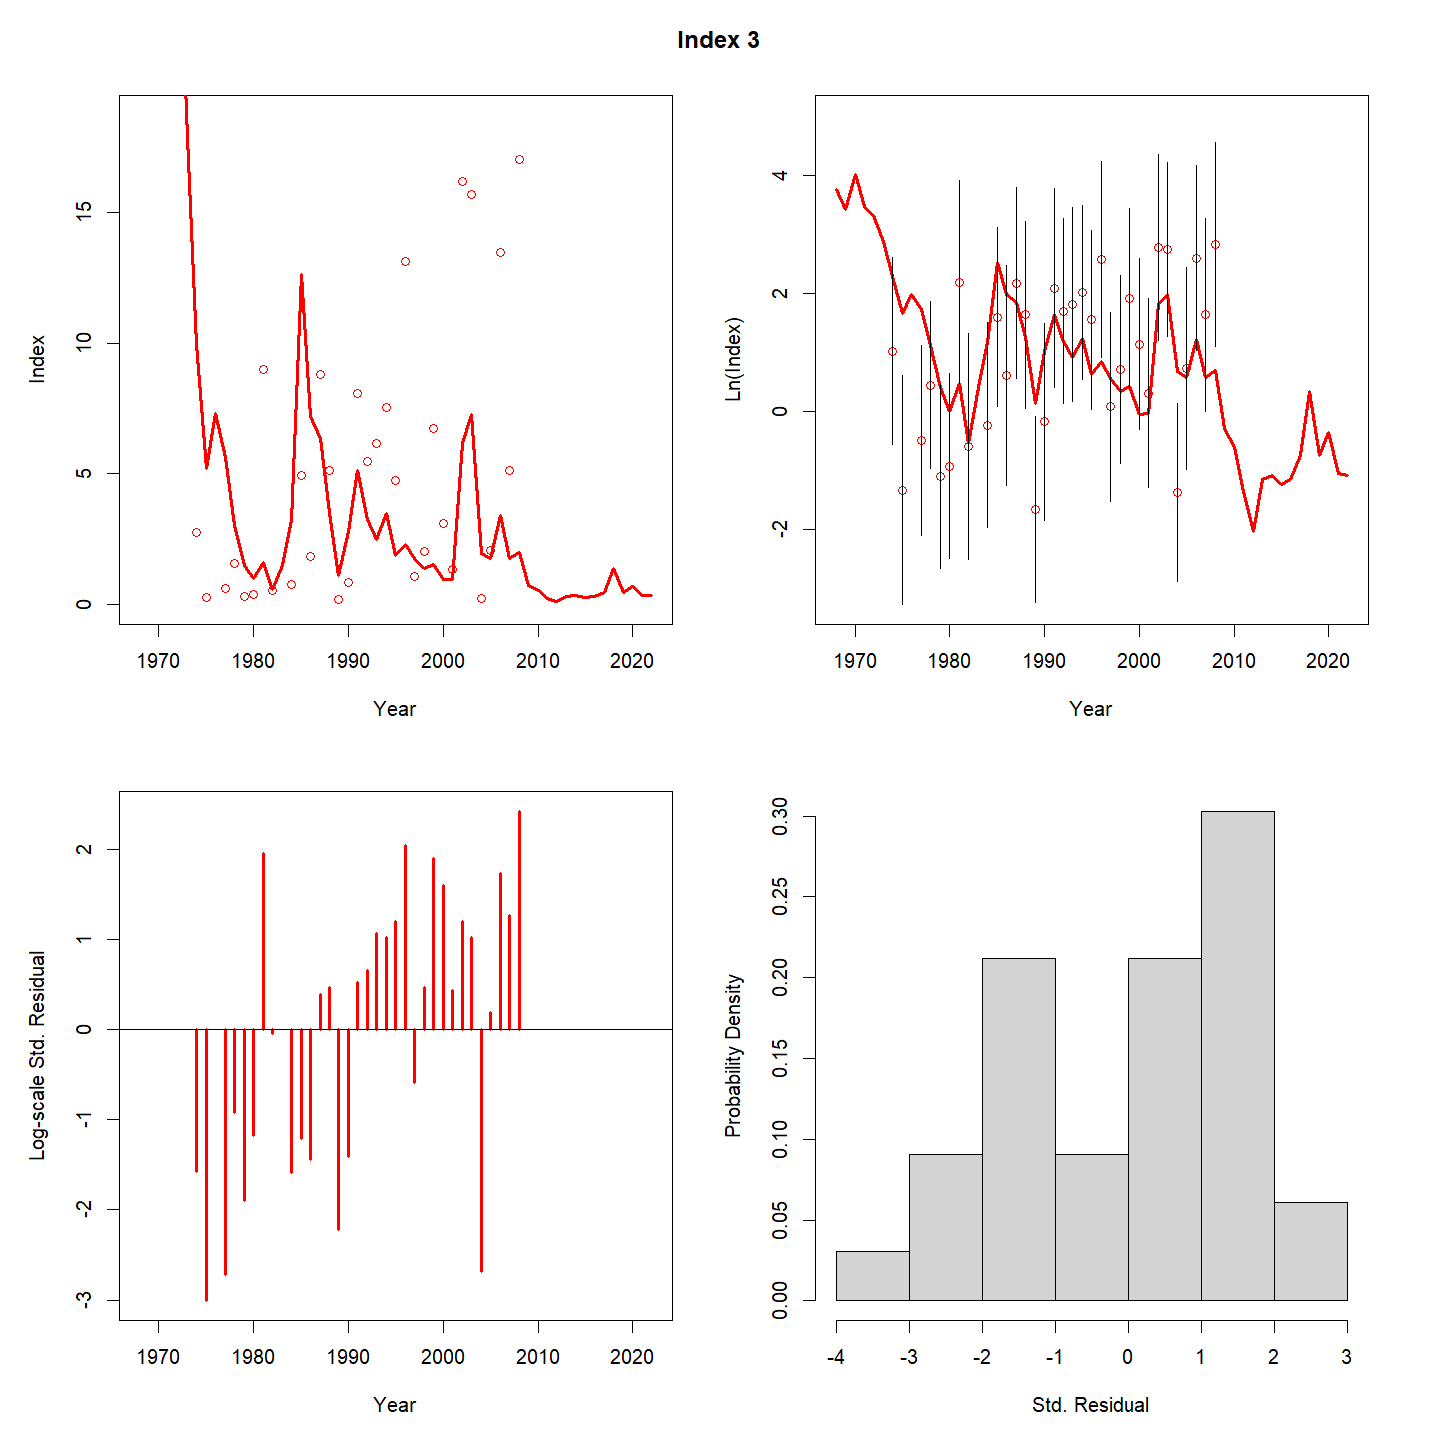 Index 3
Index
15
10
5
0
1970 1980 1990 2000 2010 2020
Year
Ln(Index)
4
2
0
-2
1970 1980 1990 2000 2010 2020
Year
Log-scale Std. Residual
2
1
0
-1
-2
-3
1970 1980 1990 2000 2010 2020
Year
Probability Density
0.30
0.25
0.20
0.15
0.10
0.05
0.00
-4 -3 -2 -1 0 1 2 3
Std. Residual